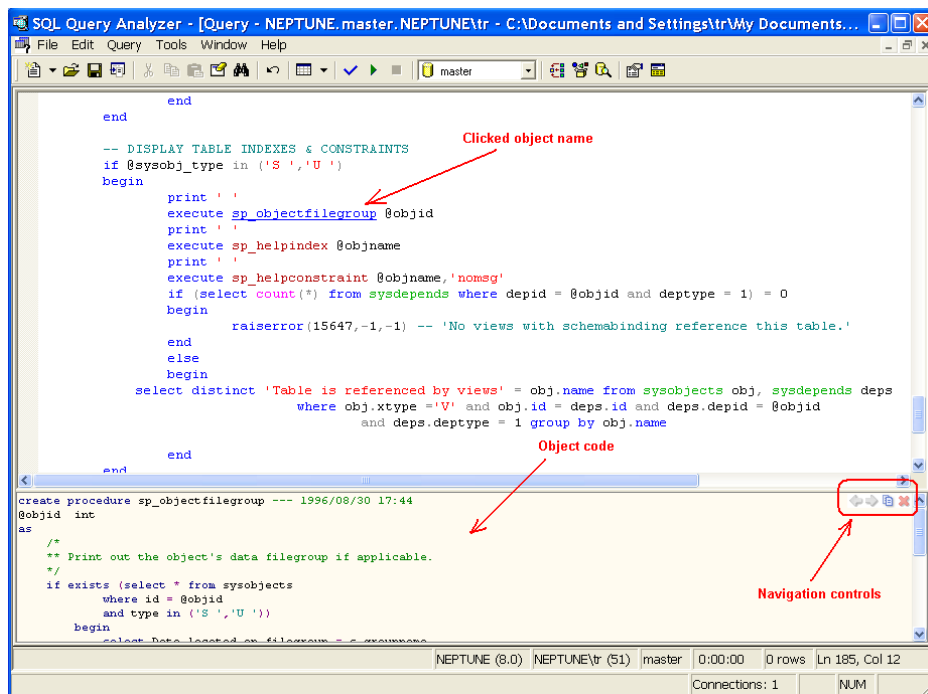 SQL Query Analyzer - [Query - NEPTUNE.master.NEPTUNE\tr - C:\Documents and Settings\tr\My Documents...
File Edit Query Tools Window Help
master
end
end
-- DISPLAY TABLE INDEXES & CONSTRAINTS
Clicked object name
if @sysobj_type in ('S ','U ')
begin
print ' '
execute sp_objectfilegroup @objid
print ' '
execute sp_helpindex @objname
print ' '
execute sp_helpconstraint @objname,'nomsg'
if (select count(*) from sysdepends where depid = @objid and deptype = 1) = 0
begin
raiserror(15647,-1,-1) -- 'No views with schemabinding reference this table.'
end
else
begin
select distinct 'Table is referenced by views' = obj.name from sysobjects obj, sysdepends deps
where obj.xtype ='V' and obj.id = deps.id and deps.depid = @objid
and deps.deptype = 1 group by obj.name
Object code
end
end
create procedure sp_objectfilegroup --- 1996/08/30 17:44
@objid int
as
/*
** Print out the object's data filegroup if applicable.
*/
if exists (select * from sysobjects
where id = @objid
and type in ('S ','U '))
Navigation controls
begin
select Data_located_on_filegroup = s.groupname
NEPTUNE (8.0) NEPTUNE\tr (51) master 0:00:00 0 rows Ln 185, Col 12
Connections: 1 NUM